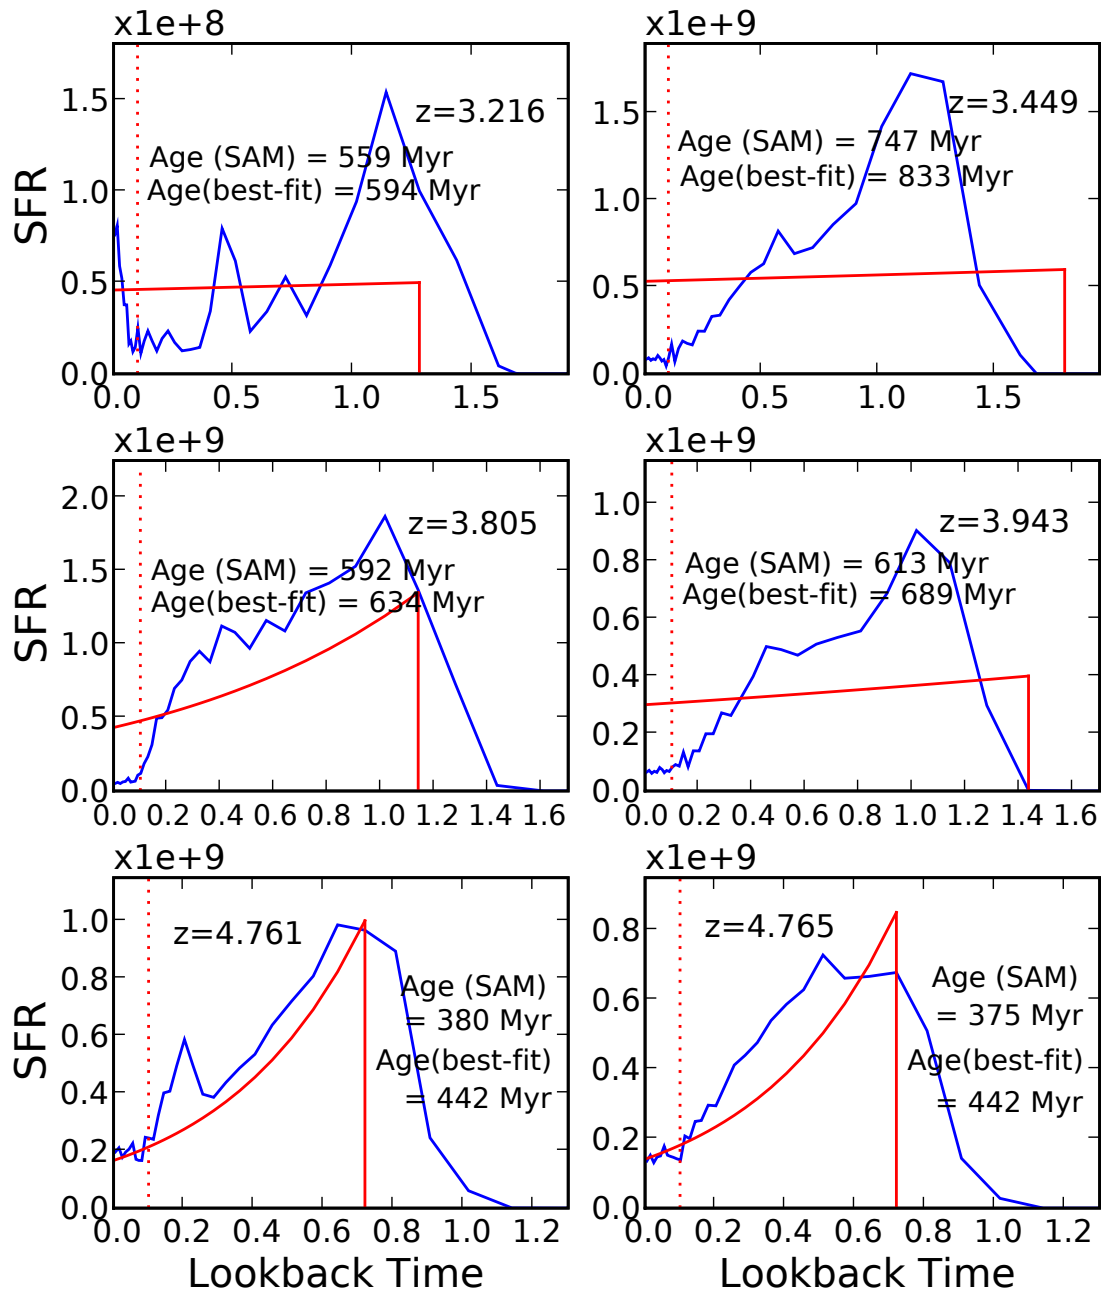 x1e+8
SFR
1.5
1.0
0.5
0.0
z=3.216
Age (SAM) = 559 Myr
Age(best-fit) = 594 Myr
0.0 0.5 1.0 1.5
x1e+9
1.5
1.0
0.5
0.0
z=3.449
Age (SAM) = 747 Myr
Age(best-fit) = 833 Myr
0.0 0.5 1.0 1.5
x1e+9
SFR
2.0
1.5
1.0
0.5
0.0
z=3.805
Age (SAM) = 592 Myr
Age(best-fit) = 634 Myr
0.0 0.2 0.4 0.6 0.8 1.0 1.2 1.4 1.6
x1e+9
1.0
0.8
0.6
0.4
0.2
0.0
z=3.943
Age (SAM) = 613 Myr
Age(best-fit) = 689 Myr
0.0 0.2 0.4 0.6 0.8 1.0 1.2 1.4 1.6
x1e+9
SFR
1.0
0.8
0.6
0.4
0.2
0.0
z=4.761
Age (SAM)
= 380 Myr
Age(best-fit)
= 442 Myr
0.0 0.2 0.4 0.6 0.8 1.0 1.2
Lookback Time
x1e+9
0.8
0.6
0.4
0.2
0.0
z=4.765
Age (SAM)
= 375 Myr
Age(best-fit)
= 442 Myr
0.0 0.2 0.4 0.6 0.8 1.0 1.2
Lookback Time